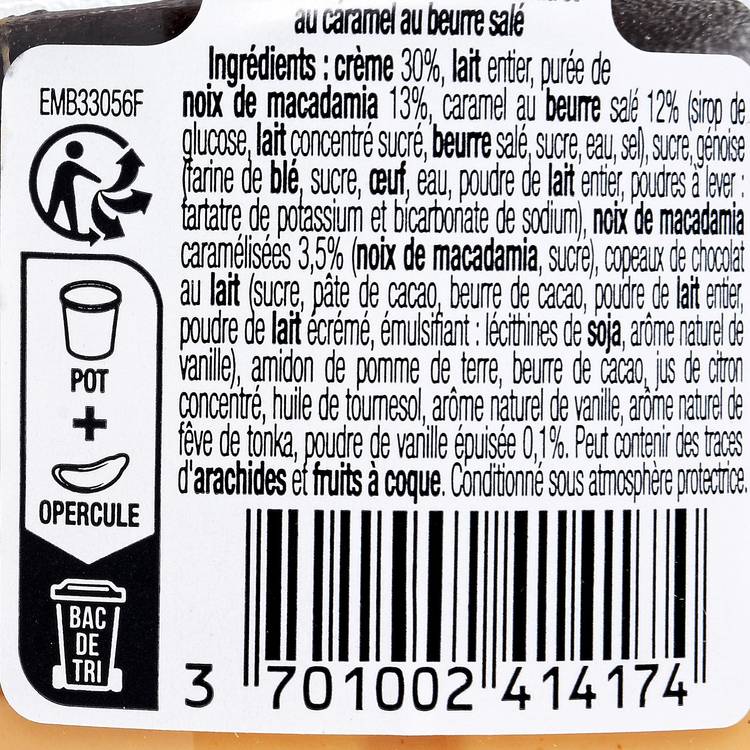 au caramel au beurre salé
Ingrédients : crème 30%, lait entier, purée de
noix de macadamia 13%, caramel au beurre salé 12% (sirop de
glucose, lait concentré sucré, beurre salé, sucre, eau, sel), sucre, génoise
(farine de blé, sucre, œuf, eau, poudre de lait entier, poudres à lever :
tartatre de potassium et bicarbonate de sodium), noix de macadamia
caramélisées 3,5% (noix de macadamia, sucre), copeaux de chocolat
au lait (sucre, pâte de cacao, beurre de cacao, poudre de lait entier,
poudre de lait écrémé, émulsifiant : lécithines de soja, arôme naturel de
vanille), amidon de pomme de terre, beurre de cacao, jus de citron
concentré, huile de tournesol, arôme naturel de vanille, arôme naturel de
fêve de tonka, poudre de vanille épuisée 0,1%. Peut contenir des traces
d'arachides et fruits à coque. Conditionné sous atmosphère protectrice.
EMB33056F
POT
+
OPERCULE
BAC
DE
TRI
3 701002 414174